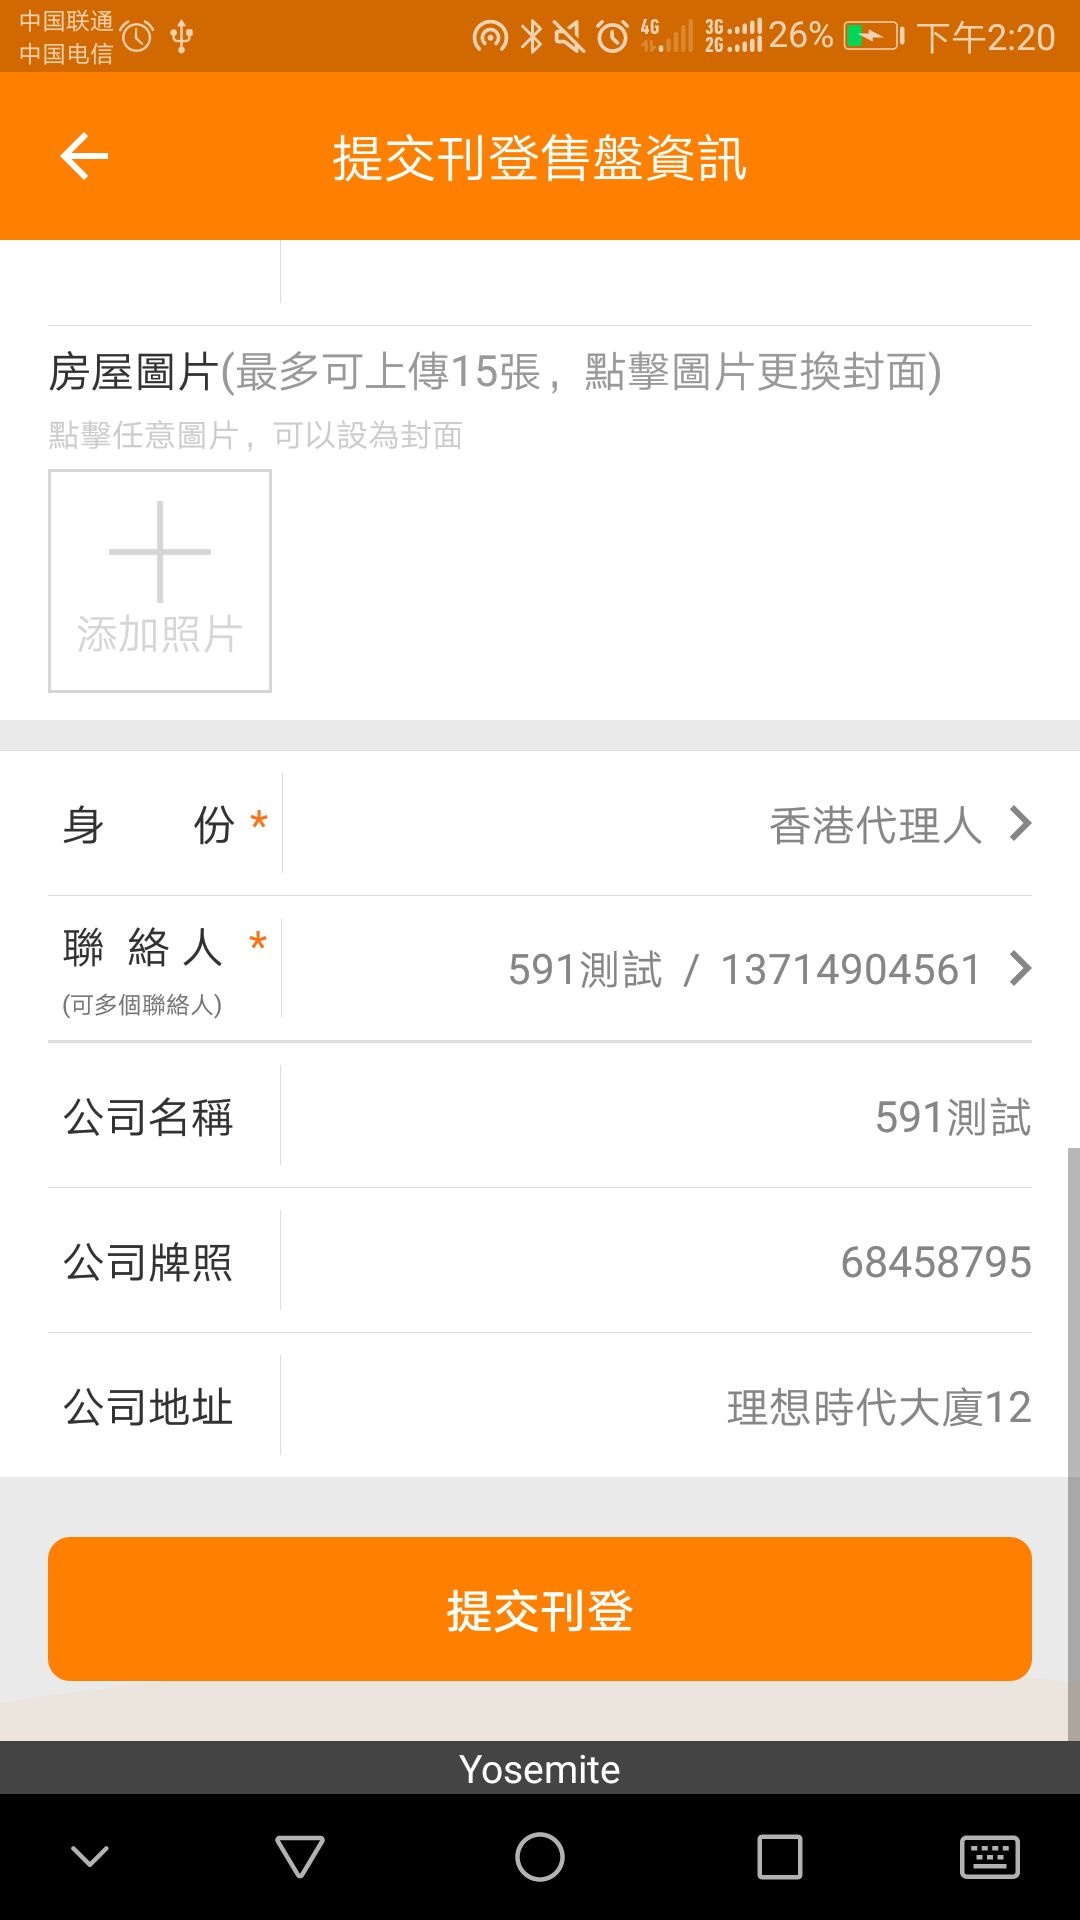 中国联通
中国电信
4G 3G 2G 26% 下午2:20
提交刊登售盤資訊
房屋圖片(最多可上傳15張，點擊圖片更換封面)
點擊任意圖片，可以設為封面
添加照片
身 份 * 香港代理人
聯 絡 人 * 591測試 / 13714904561
(可多個聯絡人)
公司名稱 591測試
公司牌照 68458795
公司地址 理想時代大廈12
提交刊登
Yosemite